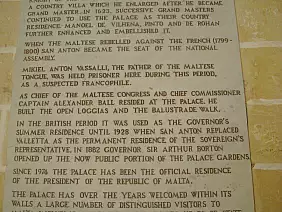 A COUNTRY VILLA WHICH HE ENLARGED AFTER HE BECAME
GRAND MASTER IN 1623. SUCCESSIVE GRAND MASTERS
CONTINUED TO USE THE PALACE AS THEIR COUNTRY
RESIDENCE MANOEL DE VILHENA, PINTO AND DE ROHAN
FURTHER ENHANCED AND EMBELLISHED IT.
WHEN THE MALTESE REBELLED AGAINST THE FRENCH (1799-
1800) SAN ANTON BECAME THE SEAT OF THE NATIONAL
ASSEMBLY.
MIKIEL ANTON VASSALLI, THE FATHER OF THE MALTESE
TONGUE, WAS HELD PRISONER HERE DURING THIS PERIOD,
AS A SUSPECTED FRANCOPHILE.
AS CHIEF OF THE MALTESE CONGRESS AND CHIEF COMMISSIONER
CAPTAIN ALEXANDER BALL RESIDED AT THE PALACE. HE
BUILT THE OPEN LOGGIAS AND THE BALUSTRADE WALK.
IN THE BRITISH PERIOD IT WAS USED AS THE GOVERNOR'S
SUMMER RESIDENCE UNTIL 1928 WHEN SAN ANTON REPLACED
VALLETTA AS THE PERMANENT RESIDENCE OF THE SOVEREIGN'S
REPRESENTATIVE. IN 1882 GOVERNOR SIR ARTHUR BORTON
OPENED UP THE NOW PUBLIC PORTION OF THE PALACE GARDENS.
SINCE 1976 THE PALACE HAS BEEN THE OFFICIAL RESIDENCE
OF THE PRESIDENT OF THE REPUBLIC OF MALTA.
THE PALACE HAS OVER THE YEARS WELCOMED WITHIN ITS
WALLS A LARGE NUMBER OF DISTINGUISHED VISITORS TO